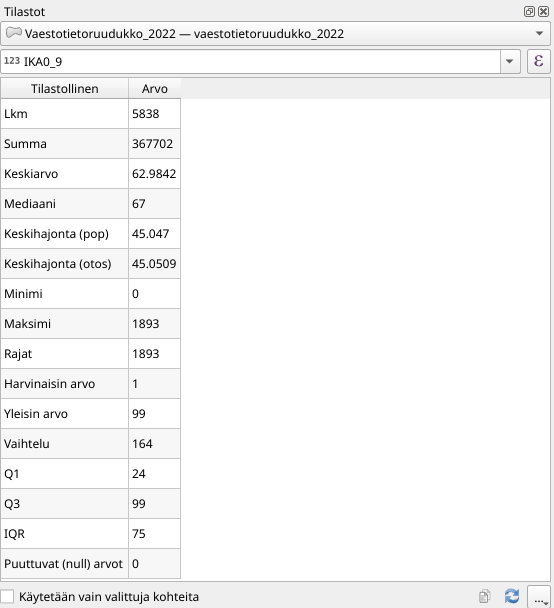 Tilastot
Vaestotietoruudukko_2022 — vaestotietoruudukko_2022
123 IKA0_9
ε
Tilastollinen Arvo
Lkm 5838
Summa 367702
Keskiarvo 62.9842
Mediaani 67
Keskihajonta (pop) 45.047
Keskihajonta (otos) 45.0509
Minimi 0
Maksimi 1893
Rajat 1893
Harvinaisin arvo 1
Yleisin arvo 99
Vaihtelu 164
Q1 24
Q3 99
IQR 75
Puuttuvat (null) arvot 0
Käytetään vain valittuja kohteita
...